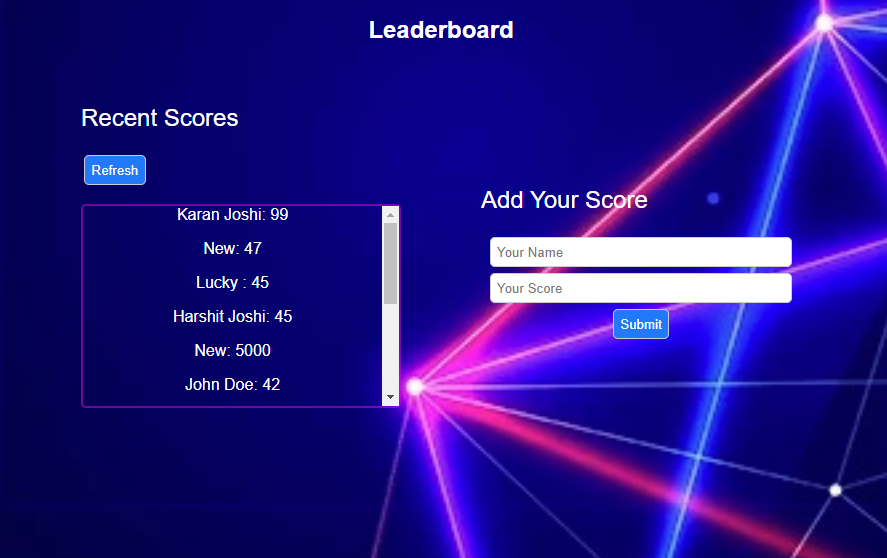 Leaderboard
Recent Scores
Refresh
Karan Joshi: 99
New: 47
Lucky : 45
Harshit Joshi: 45
New: 5000
John Doe: 42
Add Your Score
Your Name
Your Score
Submit